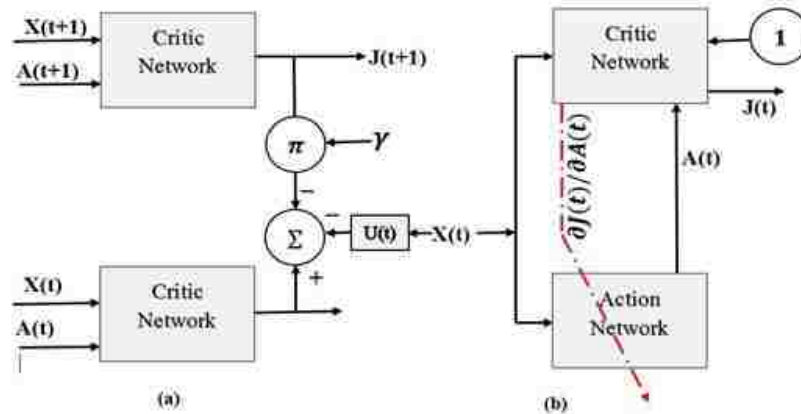 X(t+1)
A(t+1)
Critic
Network
J(t+1)
π
γ
−
−
Σ
+
U(t)
X(t)
X(t)
A(t)
Critic
Network
(a)
Critic
Network
1
J(t)
A(t)
∂J(t)/∂A(t)
Action
Network
(b)